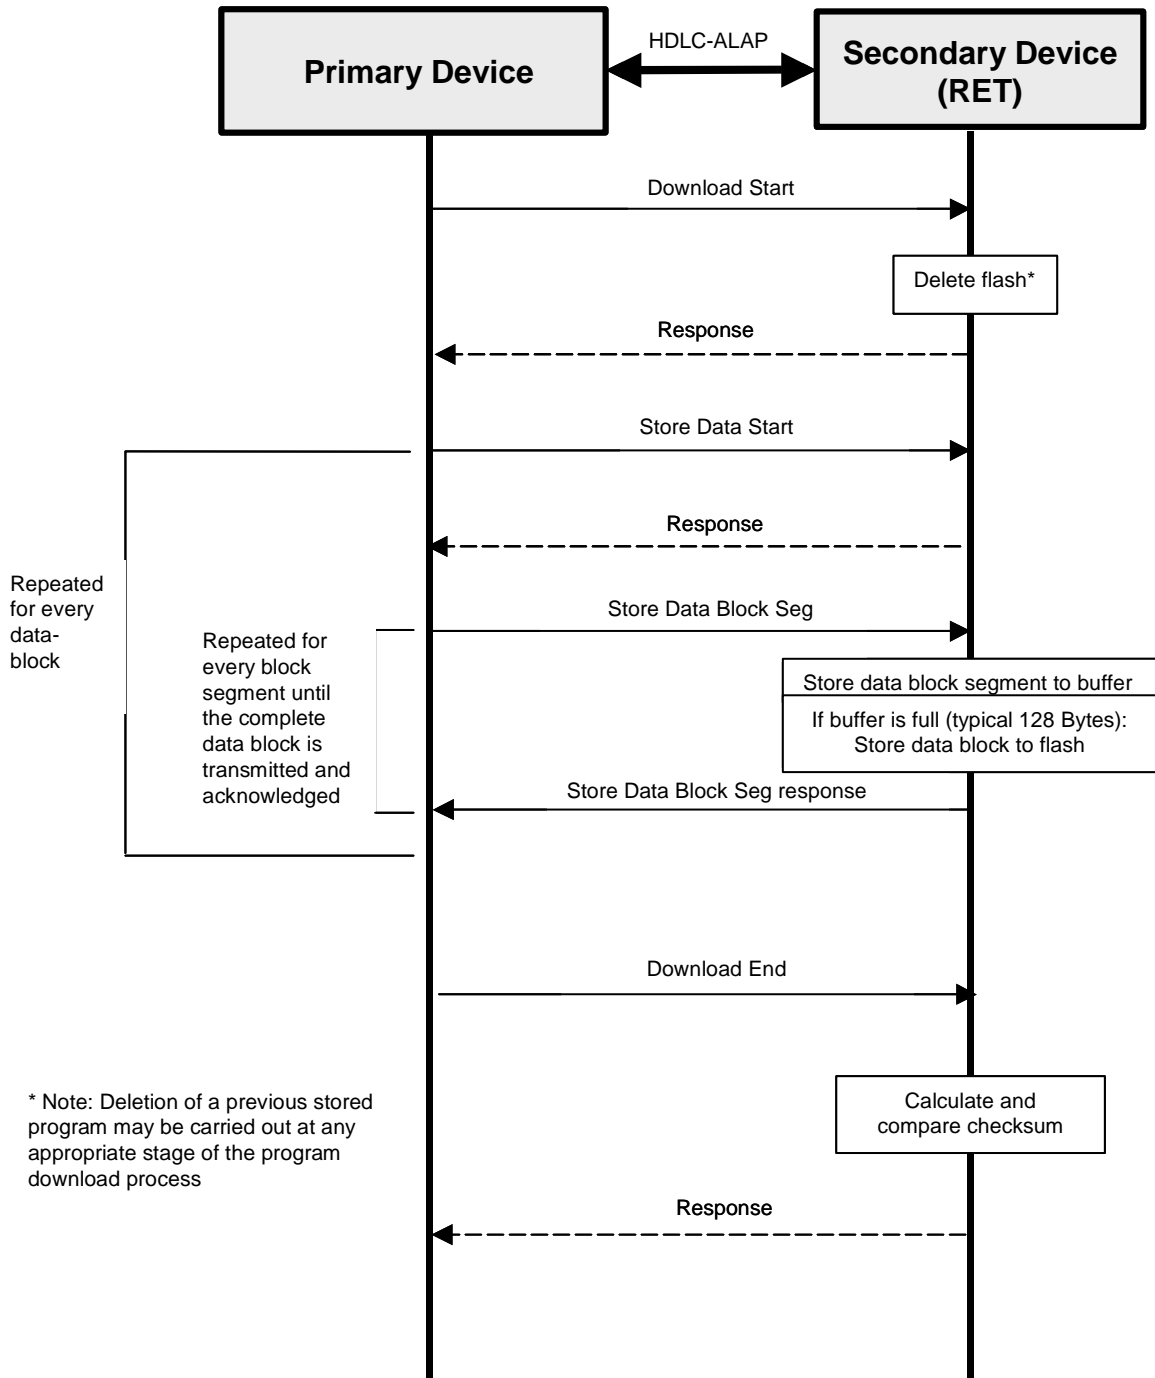 HDLC-ALAP
Primary Device
Secondary Device
(RET)
Download Start
Delete flash*
Response
Store Data Start
Response
Repeated
for every
data-
block
Store Data Block Seg
Repeated for
every block
segment until
the complete
data block is
transmitted and
acknowledged
Store data block segment to buffer
If buffer is full (typical 128 Bytes):
Store data block to flash
Store Data Block Seg response
Download End
Calculate and
compare checksum
* Note: Deletion of a previous stored
program may be carried out at any
appropriate stage of the program
download process
Response